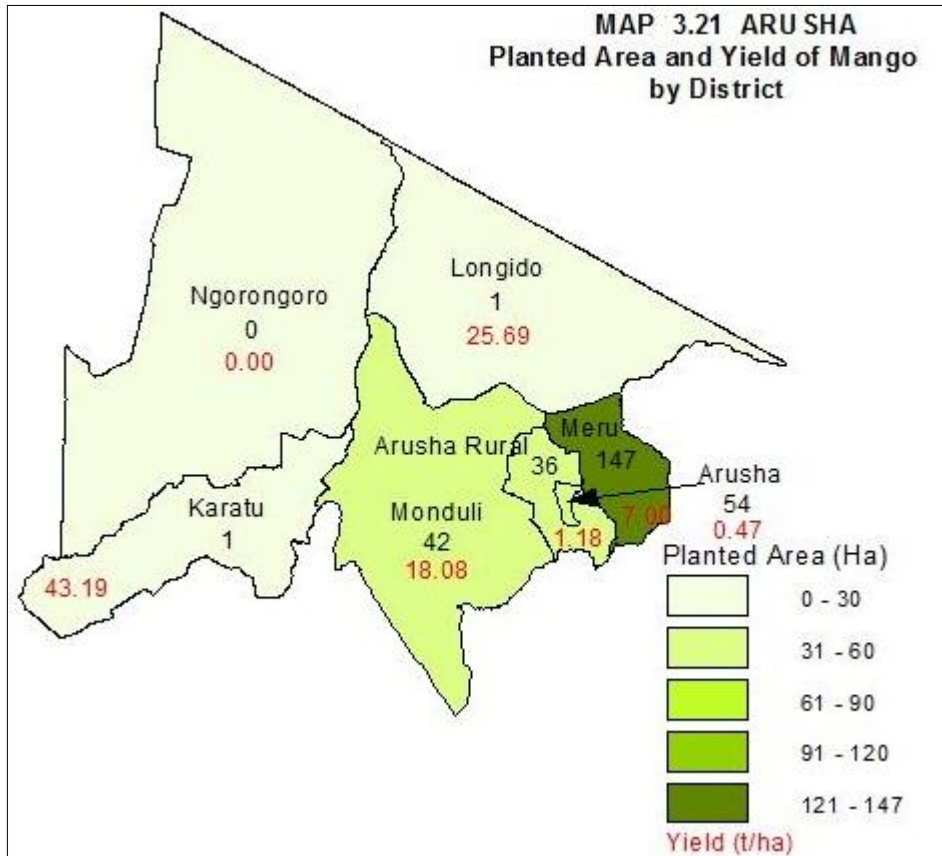 MAP 3.21 ARUSHA
Planted Area and Yield of Mango
by District
Longido
1
25.69
Ngorongoro
0
0.00
Meru
147
7.00
Arusha Rural
36
1.18
Arusha
54
0.47
Karatu
1
43.19
Monduli
42
18.08
Planted Area (Ha)
0 - 30
31 - 60
61 - 90
91 - 120
121 - 147
Yield (t/ha)